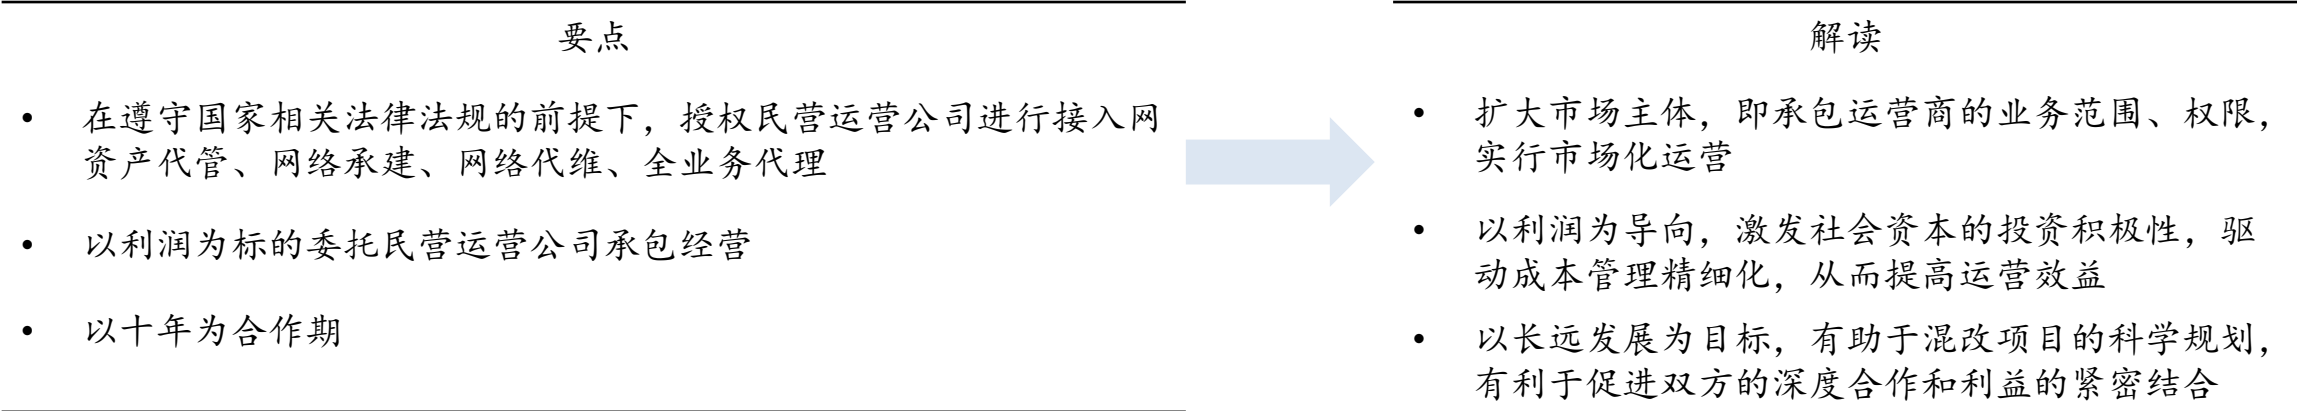 要点
• 在遵守国家相关法律法规的前提下，授权民营运营公司进行接入网
资产代管、网络承建、网络代维、全业务代理
• 以利润为标的委托民营运营公司承包经营
• 以十年为合作期
解读
• 扩大市场主体，即承包运营商的业务范围、权限，
实行市场化运营
• 以利润为导向，激发社会资本的投资积极性，驱
动成本管理精细化，从而提高运营效益
• 以长远发展为目标，有助于混改项目的科学规划，
有利于促进双方的深度合作和利益的紧密结合